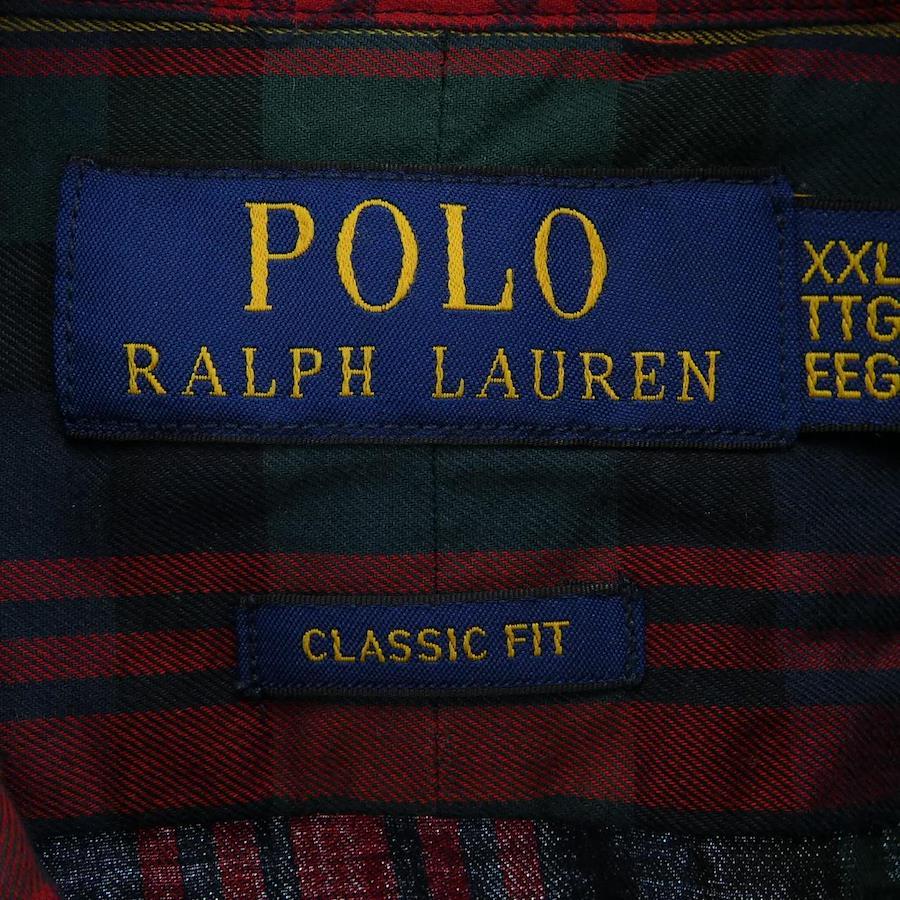 POLO
RALPH LAUREN
XXL
TTG
EEG
CLASSIC FIT